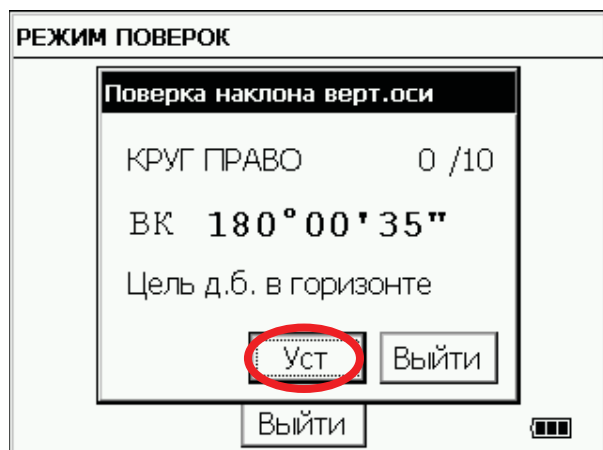 РЕЖИМ ПОВЕРОК
Поверка наклона верт.оси
КРУГ ПРАВО 0 /10
ВК 180°00'35"
Цель д.б. в горизонте
Уст Выйти
Выйти